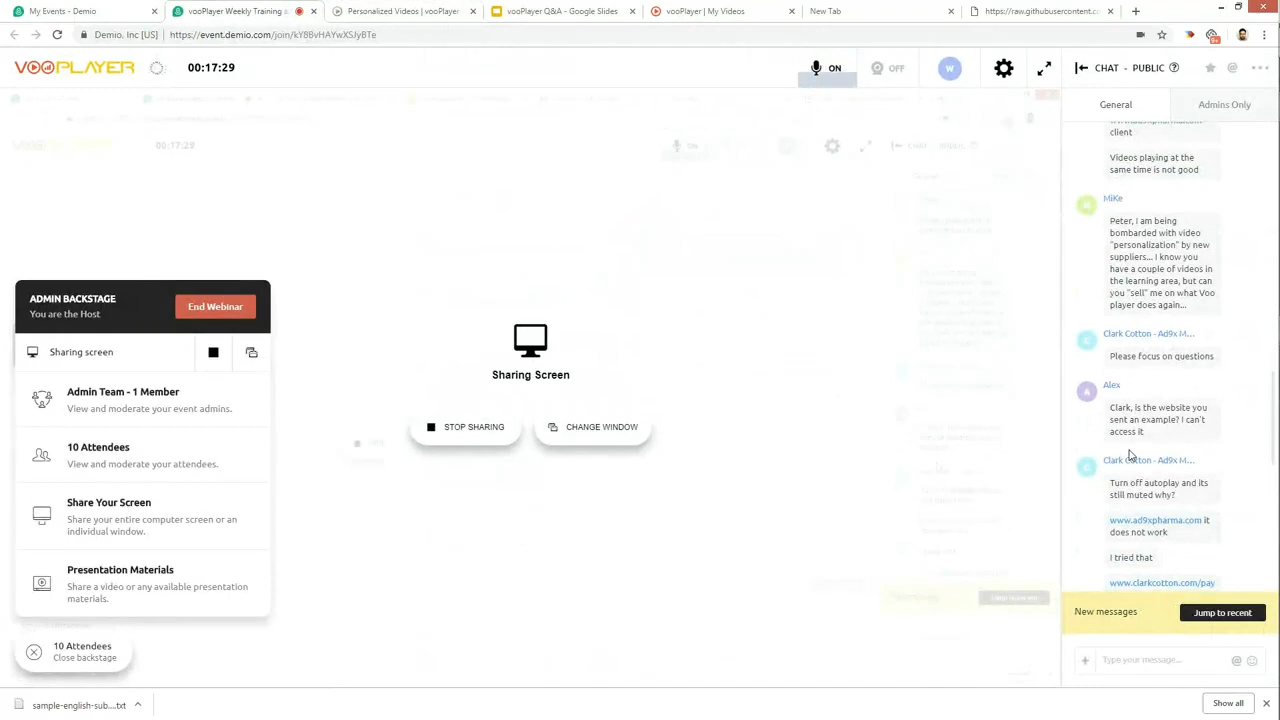 My Events - Demio
vooPlayer Weekly Training a
Personalized Videos | vooPlayer
vooPlayer Q&A - Google Slides
vooPlayer | My Videos
New Tab
https://raw.githubusercontent.c
Demio, Inc [US] | https://event.demio.com/join/kY8BvHAYwXSJyBTe
VOOPLAYER
00:17:29
ON
OFF
W
CHAT - PUBLIC
General
Admins Only
client
Videos playing at the
same time is not good
MiKe
Peter, I am being
bombarded with video
"personalization" by new
suppliers... I know you
have a couple of videos in
the learning area, but can
you "sell" me on what Voo
player does again...
Clark Cotton - Ad9x M...
Please focus on questions
Alex
Clark, is the website you
sent an example? I can't
access it
Clark Cotton - Ad9x M...
Turn off autoplay and its
still muted why?
www.ad9xpharma.com it
does not work
I tried that
www.clarkcotton.com/pay
New messages
Jump to recent
Type your message...
ADMIN BACKSTAGE
You are the Host
End Webinar
Sharing screen
Admin Team - 1 Member
View and moderate your event admins.
10 Attendees
View and moderate your attendees.
Share Your Screen
Share your entire computer screen or an
individual window.
Presentation Materials
Share a video or any available presentation
materials.
10 Attendees
Close backstage
Sharing Screen
STOP SHARING
CHANGE WINDOW
00:17:29
ON
sample-english-sub....txt
Show all